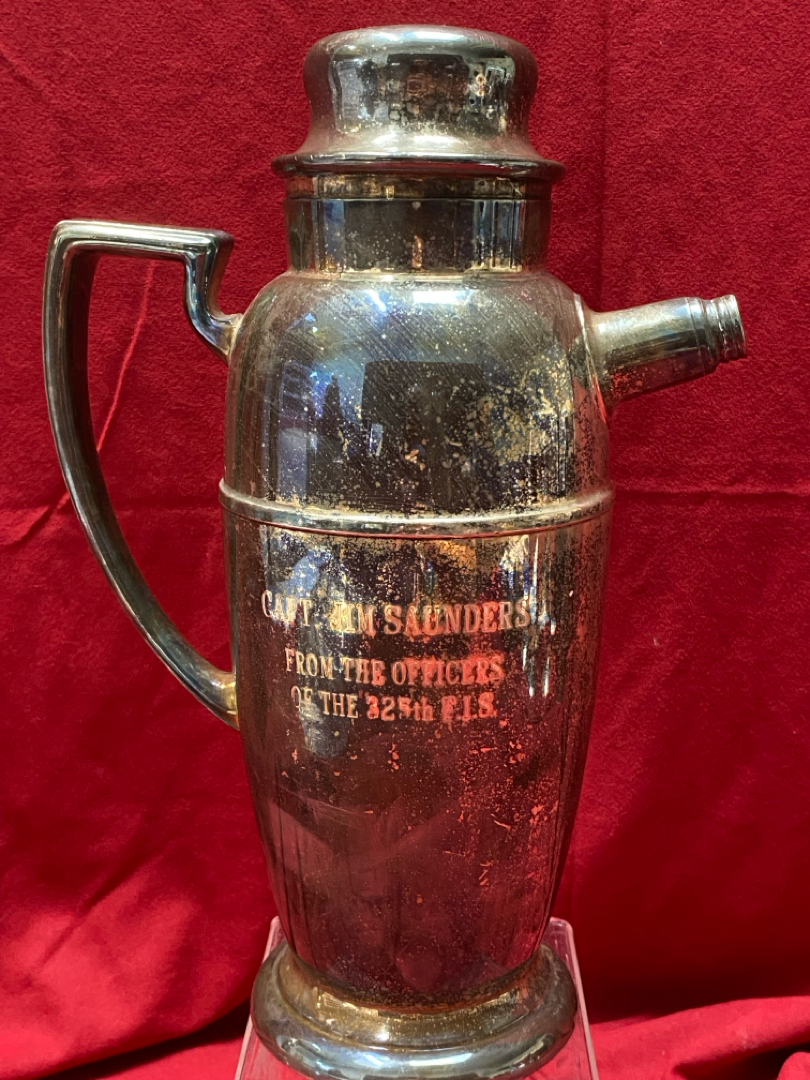 CAPT. JIM SAUNDERS
FROM THE OFFICERS
OF THE 325th F.I.S.